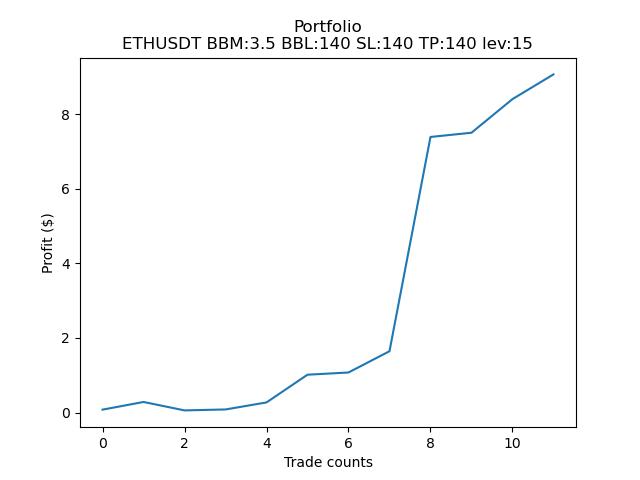 Portfolio
ETHUSDT BBM:3.5 BBL:140 SL:140 TP:140 lev:15
8
6
4
2
0
Profit ($)
0 2 4 6 8 10
Trade counts